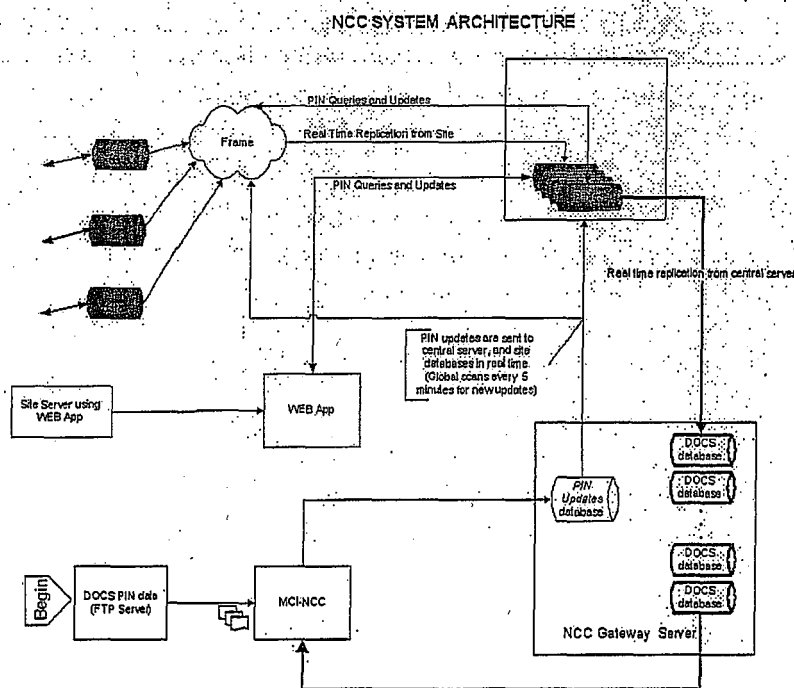 NCC SYSTEM ARCHITECTURE
PIN Queries and Updates
Frame
Real Time Replication from Site
PIN Queries and Updates
Real time replication from central server
PIN updates are sent to
central server, and site
databases in real time.
(Global scans every 5
minutes for new updates)
Site Server using
WEB App
WEB App
DOCS
database
PIN
Updates
database
DOCS
database
DOCS
database
DOCS
database
Begin
DOCS PIN data
(FTP Server)
MCI-NCC
NCC Gateway Server